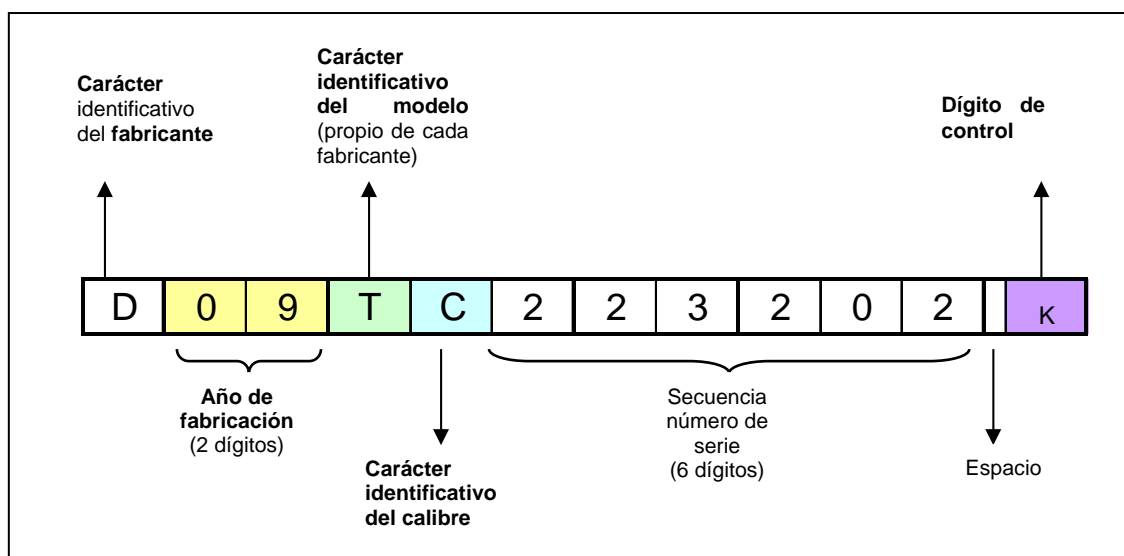 Carácter
identificativo
del fabricante
Carácter
identificativo
del modelo
(propio de cada
fabricante)
Dígito de
control
D 0 9 T C 2 2 3 2 0 2 K
Año de
fabricación
(2 dígitos)
Carácter
identificativo
del calibre
Secuencia
número de
serie
(6 dígitos)
Espacio